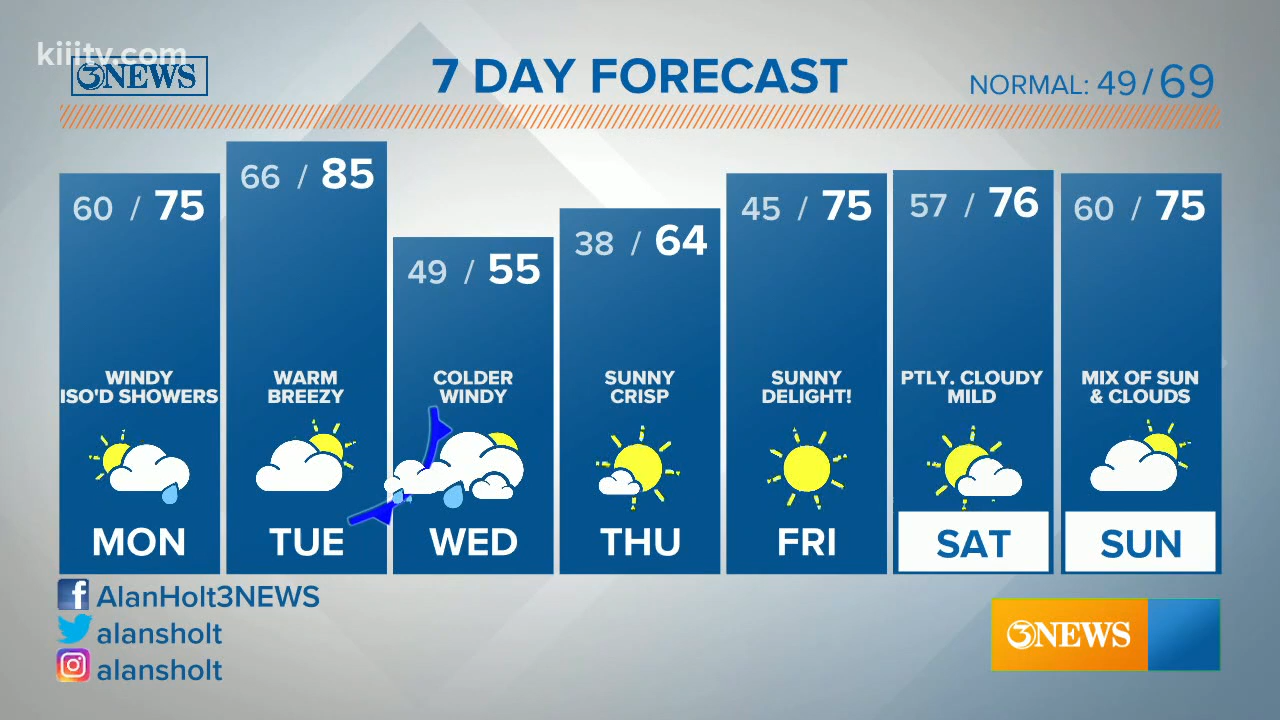 kiiitv.com
3NEWS
7 DAY FORECAST
NORMAL: 49/69
60 / 75
WINDY
ISO'D SHOWERS
MON
66 / 85
WARM
BREEZY
TUE
49 / 55
COLDER
WINDY
WED
38 / 64
SUNNY
CRISP
THU
45 / 75
SUNNY
DELIGHT!
FRI
57 / 76
PTLY. CLOUDY
MILD
SAT
60 / 75
MIX OF SUN
& CLOUDS
SUN
AlanHolt3NEWS
alansholt
alansholt
3NEWS